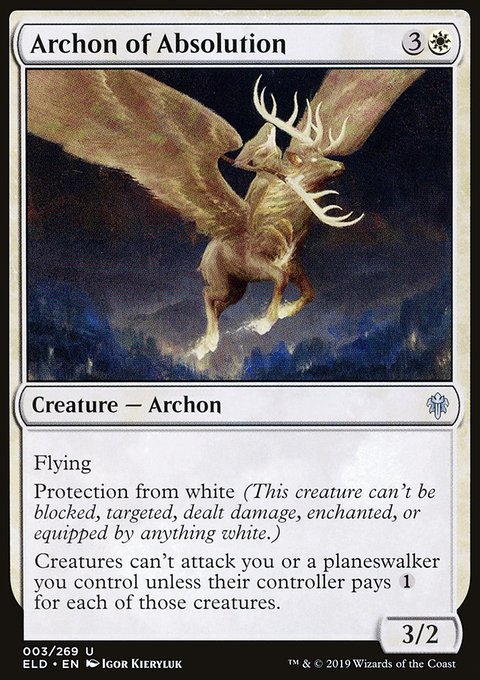 Archon of Absolution 3
Creature — Archon
Flying
Protection from white (This creature can't be
blocked, targeted, dealt damage, enchanted, or
equipped by anything white.)
Creatures can't attack you or a planeswalker
you control unless their controller pays 1
for each of those creatures.
3/2
003/269 U
ELD • EN Igor Kieryluk
™ & © 2019 Wizards of the Coast